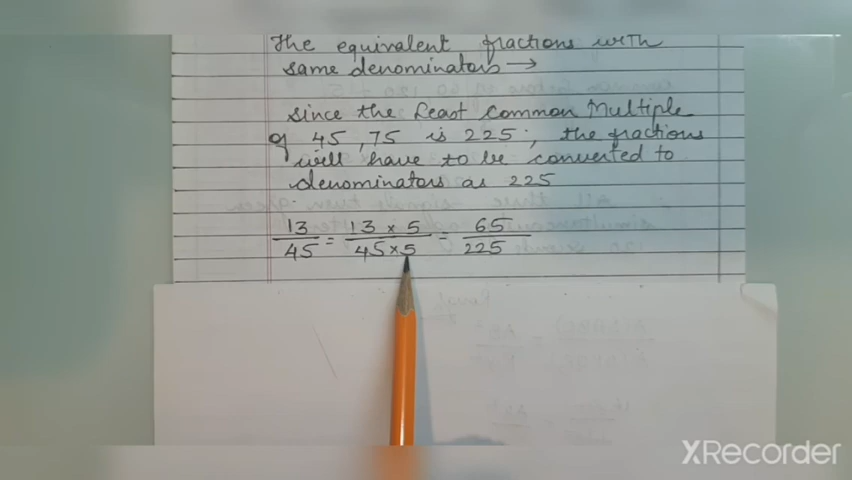 The equivalent fractions with
same denominators →
Since the Least Common Multiple
of 45, 75 is 225, the fractions
will have to be converted to
denominators as 225
13/45 = 13 × 5/45 × 5 = 65/225
XRecorder